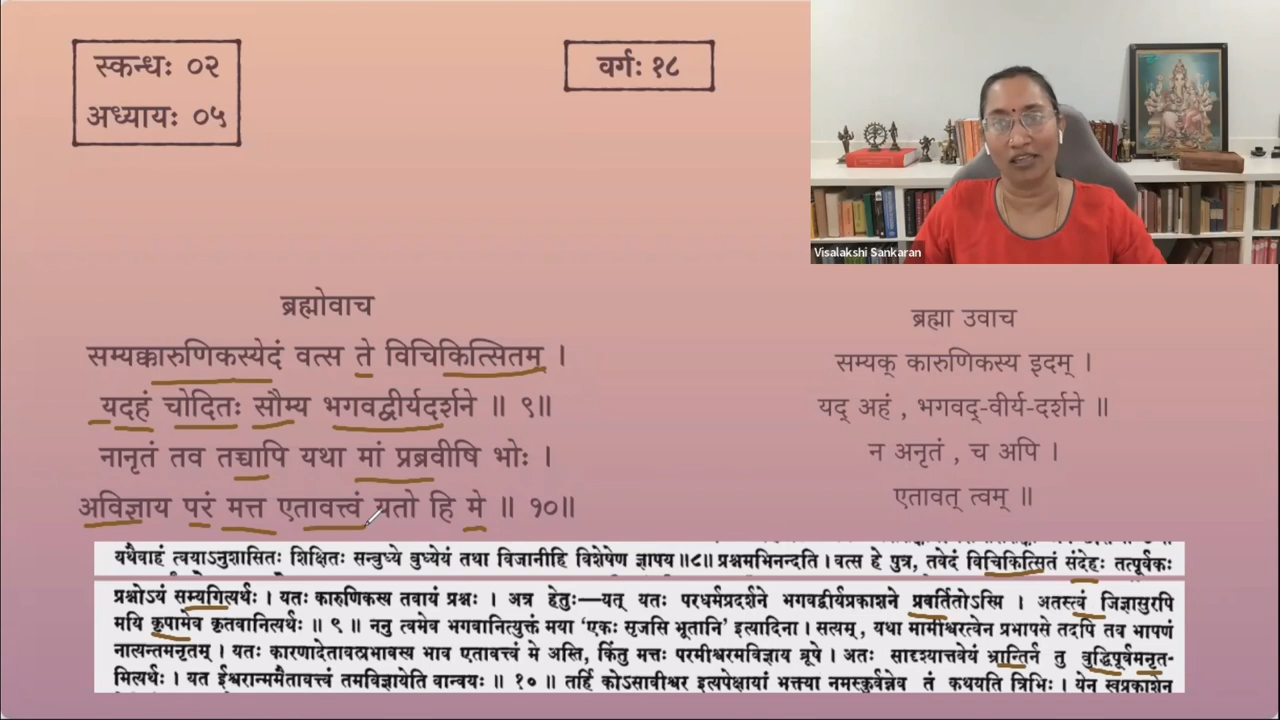 स्कन्धः ०२
अध्यायः ०५
वर्गः १८
Visalakshi Sankaran
ब्रह्मोवाच
सम्यक्कारुणिकस्येदं वत्स ते विचिकित्सितम् ।
यदहं चोदितः सौम्य भगवद्वीर्यदर्शने ॥ ९॥
नानृतं तव तच्चापि यथा मां प्रब्रवीषि भोः ।
अविज्ञाय परं मत्त एतावत्त्वं यतो हि मे ॥ १०॥
ब्रह्मा उवाच
सम्यक् कारुणिकस्य इदम् ।
यद् अहं , भगवद्-वीर्य-दर्शने ॥
न अनृतं , च अपि ।
एतावत् त्वम् ॥
यथैवाहं त्वयाऽनुशासितः शिक्षितः सन्बुध्ये बुध्येयं तथा विजानीहि विशेषेण ज्ञापय ॥८॥ प्रश्नमभिनन्दति । वत्स हे पुत्र, तवेदं विचिकित्सितं संदेहः तत्पूर्वकः
प्रश्नोऽयं सम्यगित्यर्थः । यतः कारुणिकस्य तवायं प्रश्नः । अत्र हेतुः—यत् यतः परधर्मप्रदर्शने भगवद्वीर्यप्रकाशने प्रवर्तितोऽस्मि । अतस्त्वं जिज्ञासुरपि
मयि कृपामेव कृतवानित्यर्थः ॥ ९ ॥ ननु त्वमेव भगवानित्युक्तं मया ‘एकः सृजसि भूतानि’ इत्यादिना । सत्यम्, यथा मामीश्वरत्वेन प्रभाषसे तदपि तव भाषणं
नात्यन्तमनृतम् । यतः कारणादेतावत्प्रभावस्य भाव एतावत्त्वं मे अस्ति, किंतु मत्तः परमीश्वरमविज्ञाय ब्रूषे । अतः सादृश्यात्तवेयं भ्रान्तिर्न तु बुद्धिपूर्वमनृत-
मित्यर्थः । यत ईश्वरान्ममैतावत्त्वं तमविज्ञायेति वान्वयः ॥ १० ॥ तर्हि कोऽसावीश्वर इत्यपेक्षायां भक्त्या नमस्कुर्वन्नेव तं कथयति त्रिभिः । येन स्वप्रकाशेन